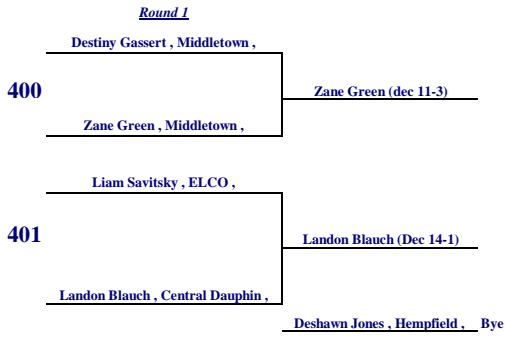 Round 1
Destiny Gassert , Middletown ,
400
Zane Green (dec 11-3)
Zane Green , Middletown ,
Liam Savitsky , ELCO ,
401
Landon Blauch (Dec 14-1)
Landon Blauch , Central Dauphin ,
Deshawn Jones , Hempfield , Bye